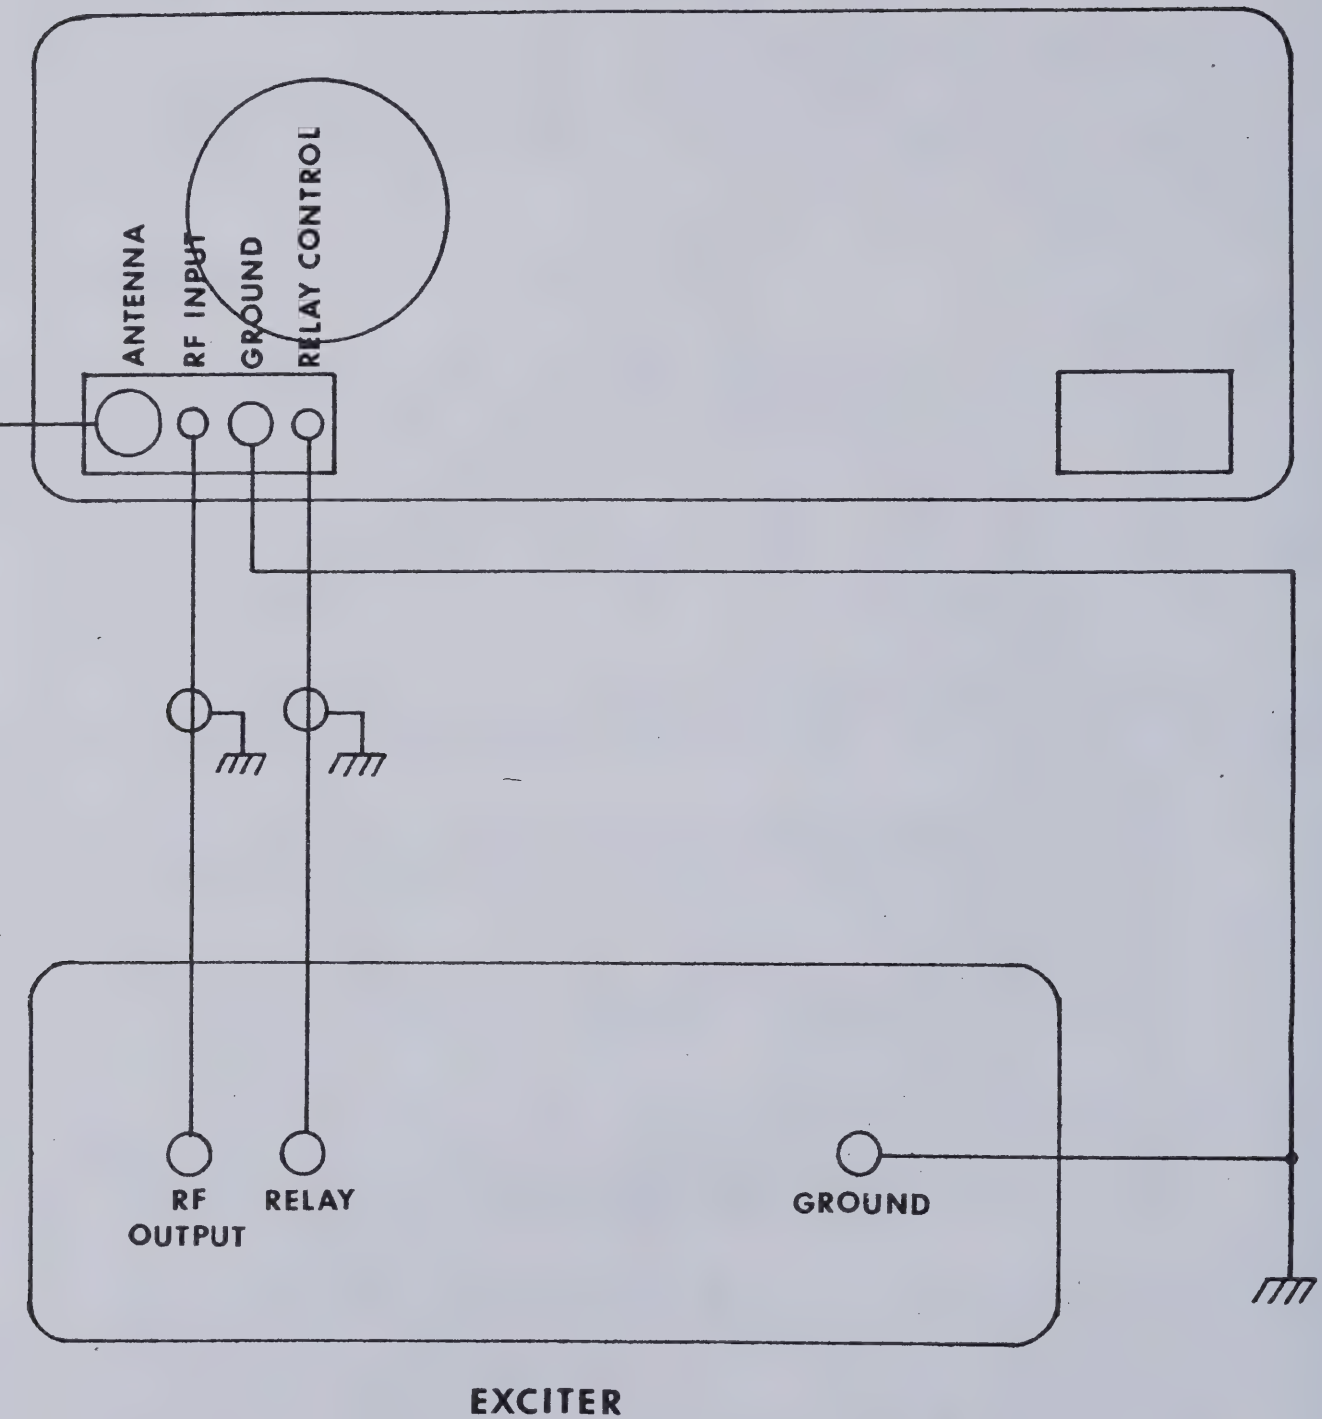 ANTENNA
RF INPUT
GROUND
RELAY CONTROL
RF
OUTPUT
RELAY
GROUND
EXCITER